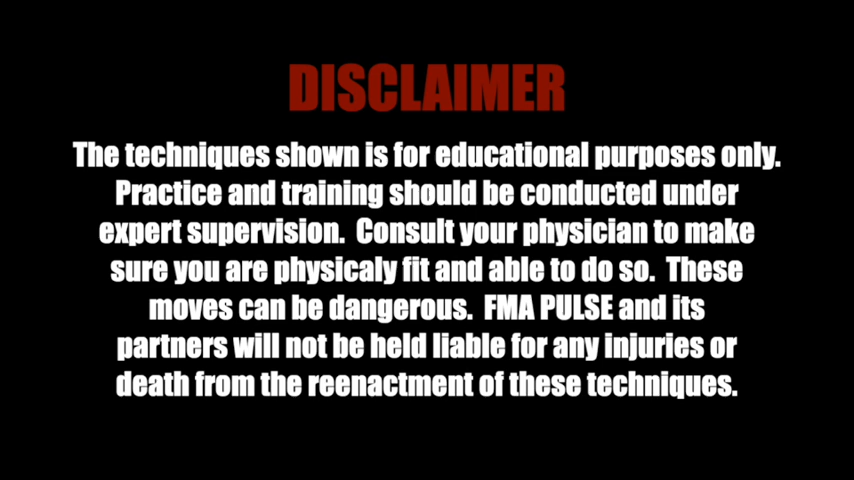 DISCLAIMER
The techniques shown is for educational purposes only.
Practice and training should be conducted under
expert supervision.  Consult your physician to make
sure you are physicaly fit and able to do so.  These
moves can be dangerous.  FMA PULSE and its
partners will not be held liable for any injuries or
death from the reenactment of these techniques.